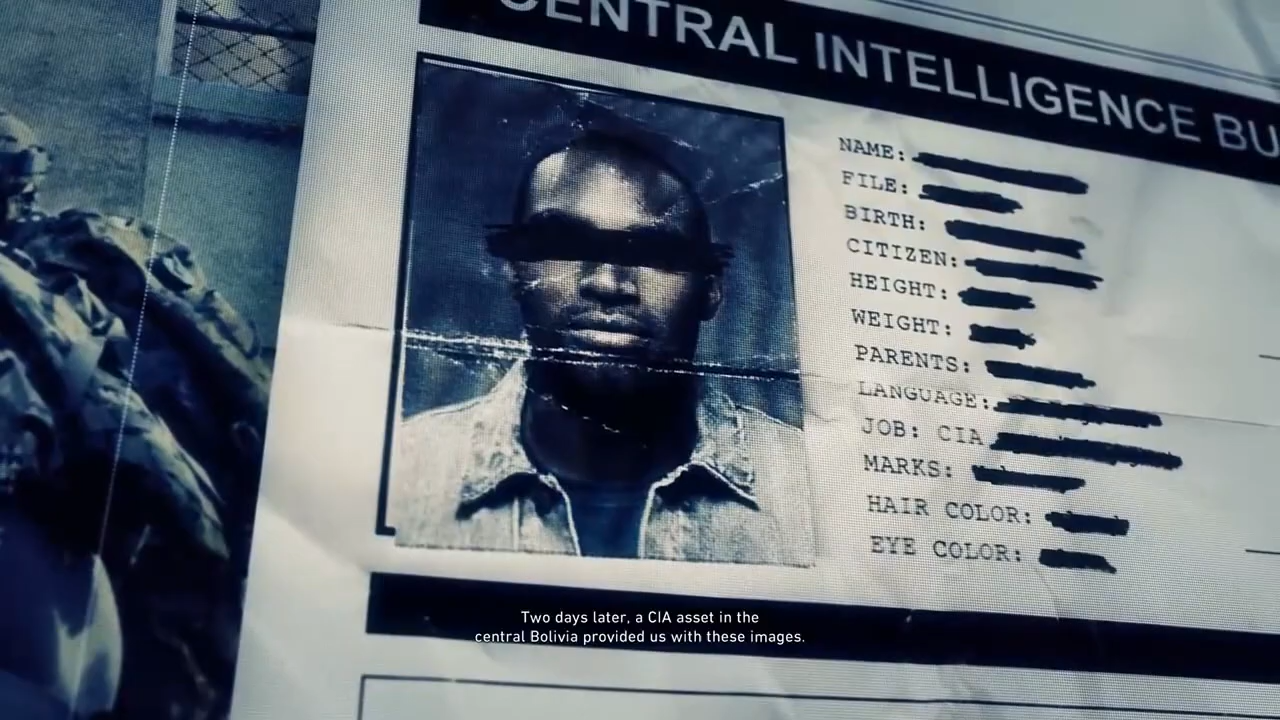 CENTRAL INTELLIGENCE BU
NAME:
FILE:
BIRTH:
CITIZEN:
HEIGHT:
WEIGHT:
PARENTS:
LANGUAGE:
JOB: CIA
MARKS:
HAIR COLOR:
EYE COLOR:
Two days later, a CIA asset in the
central Bolivia provided us with these images.